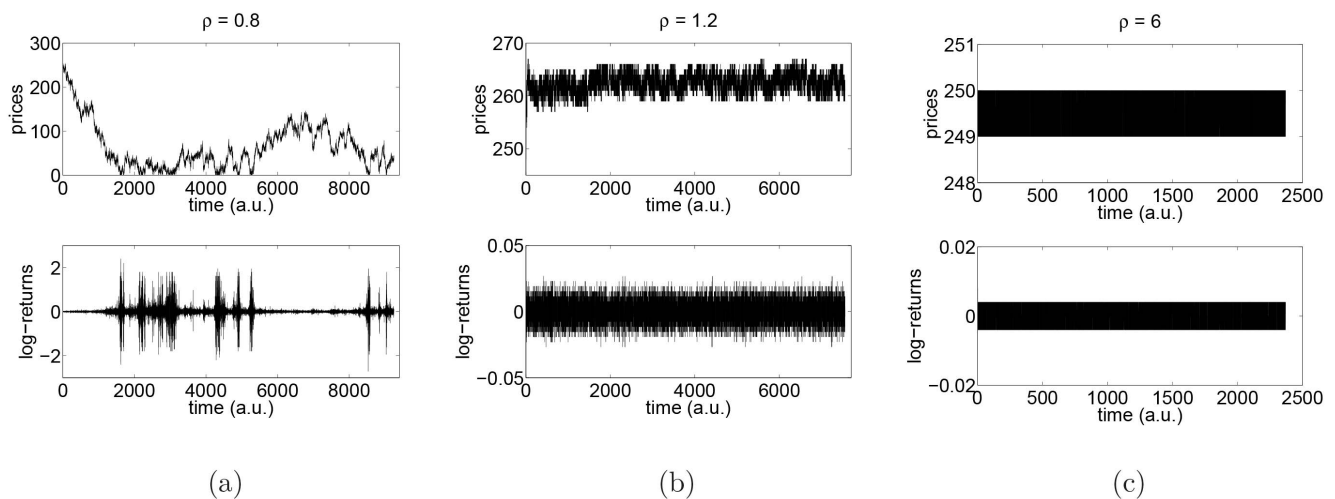 ρ = 0.8
300
200
100
0
prices
0 2000 4000 6000 8000
time (a.u.)
2
0
−2
log−returns
0 2000 4000 6000 8000
time (a.u.)
(a)
ρ = 1.2
270
260
250
prices
0 2000 4000 6000
time (a.u.)
0.05
0
−0.05
log−returns
0 2000 4000 6000
time (a.u.)
(b)
ρ = 6
251
250
249
248
prices
0 500 1000 1500 2000 2500
time (a.u.)
0.02
0
−0.02
log−returns
0 500 1000 1500 2000 2500
time (a.u.)
(c)